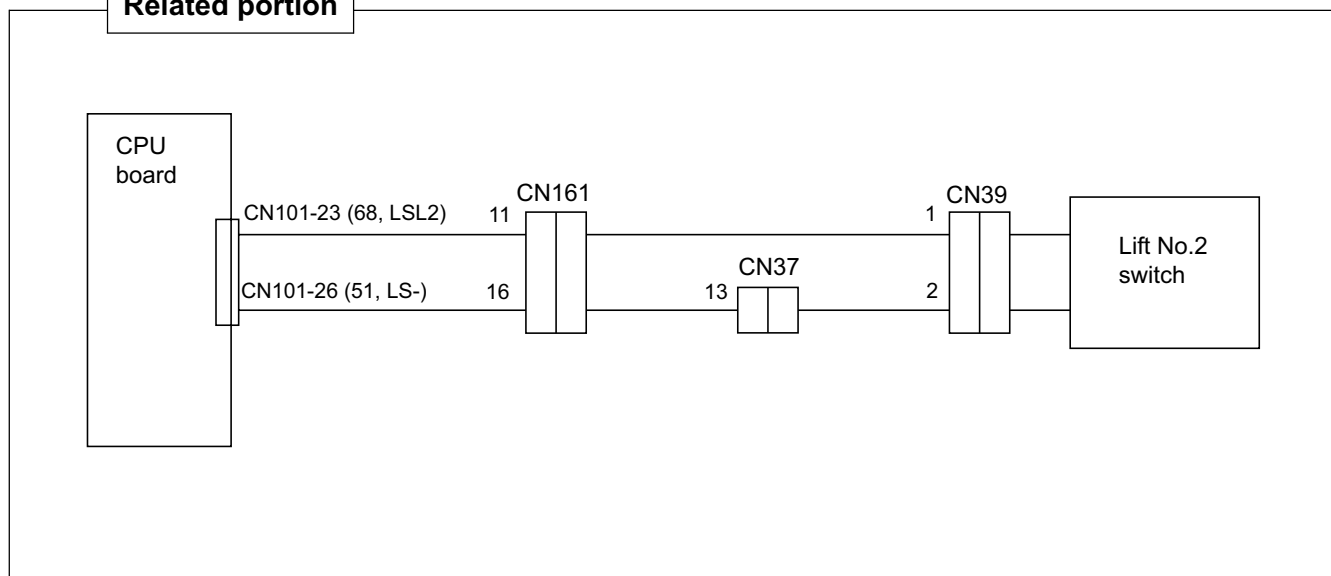 Related portion
CPU
board
CN101-23 (68, LSL2)
11
CN161
1
CN39
Lift No.2
switch
CN37
CN101-26 (51, LS-)
16
13
2